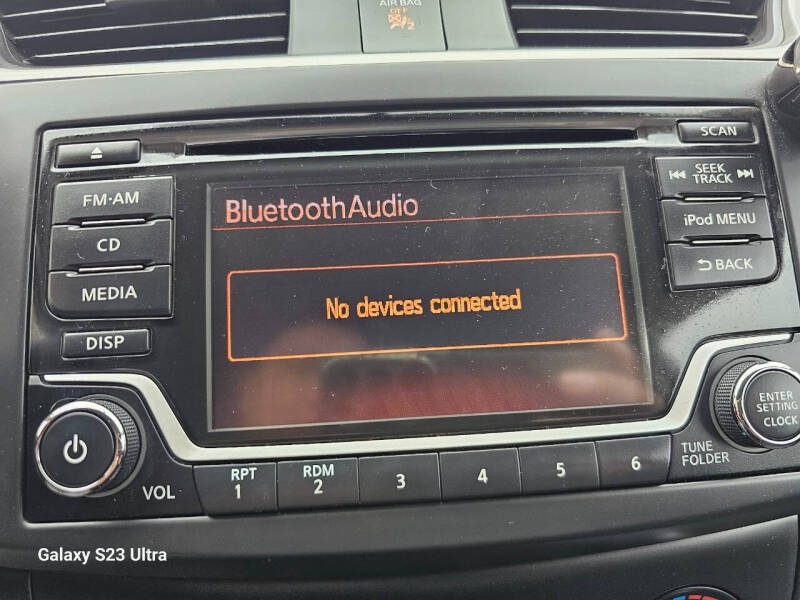 AIR BAG
OFF
2
SCAN
FM·AM
CD
MEDIA
DISP
SEEK
TRACK
iPod MENU
BACK
BluetoothAudio
No devices connected
ENTER
SETTING
CLOCK
TUNE
FOLDER
VOL
RPT
1
RDM
2
3
4
5
6
Galaxy S23 Ultra